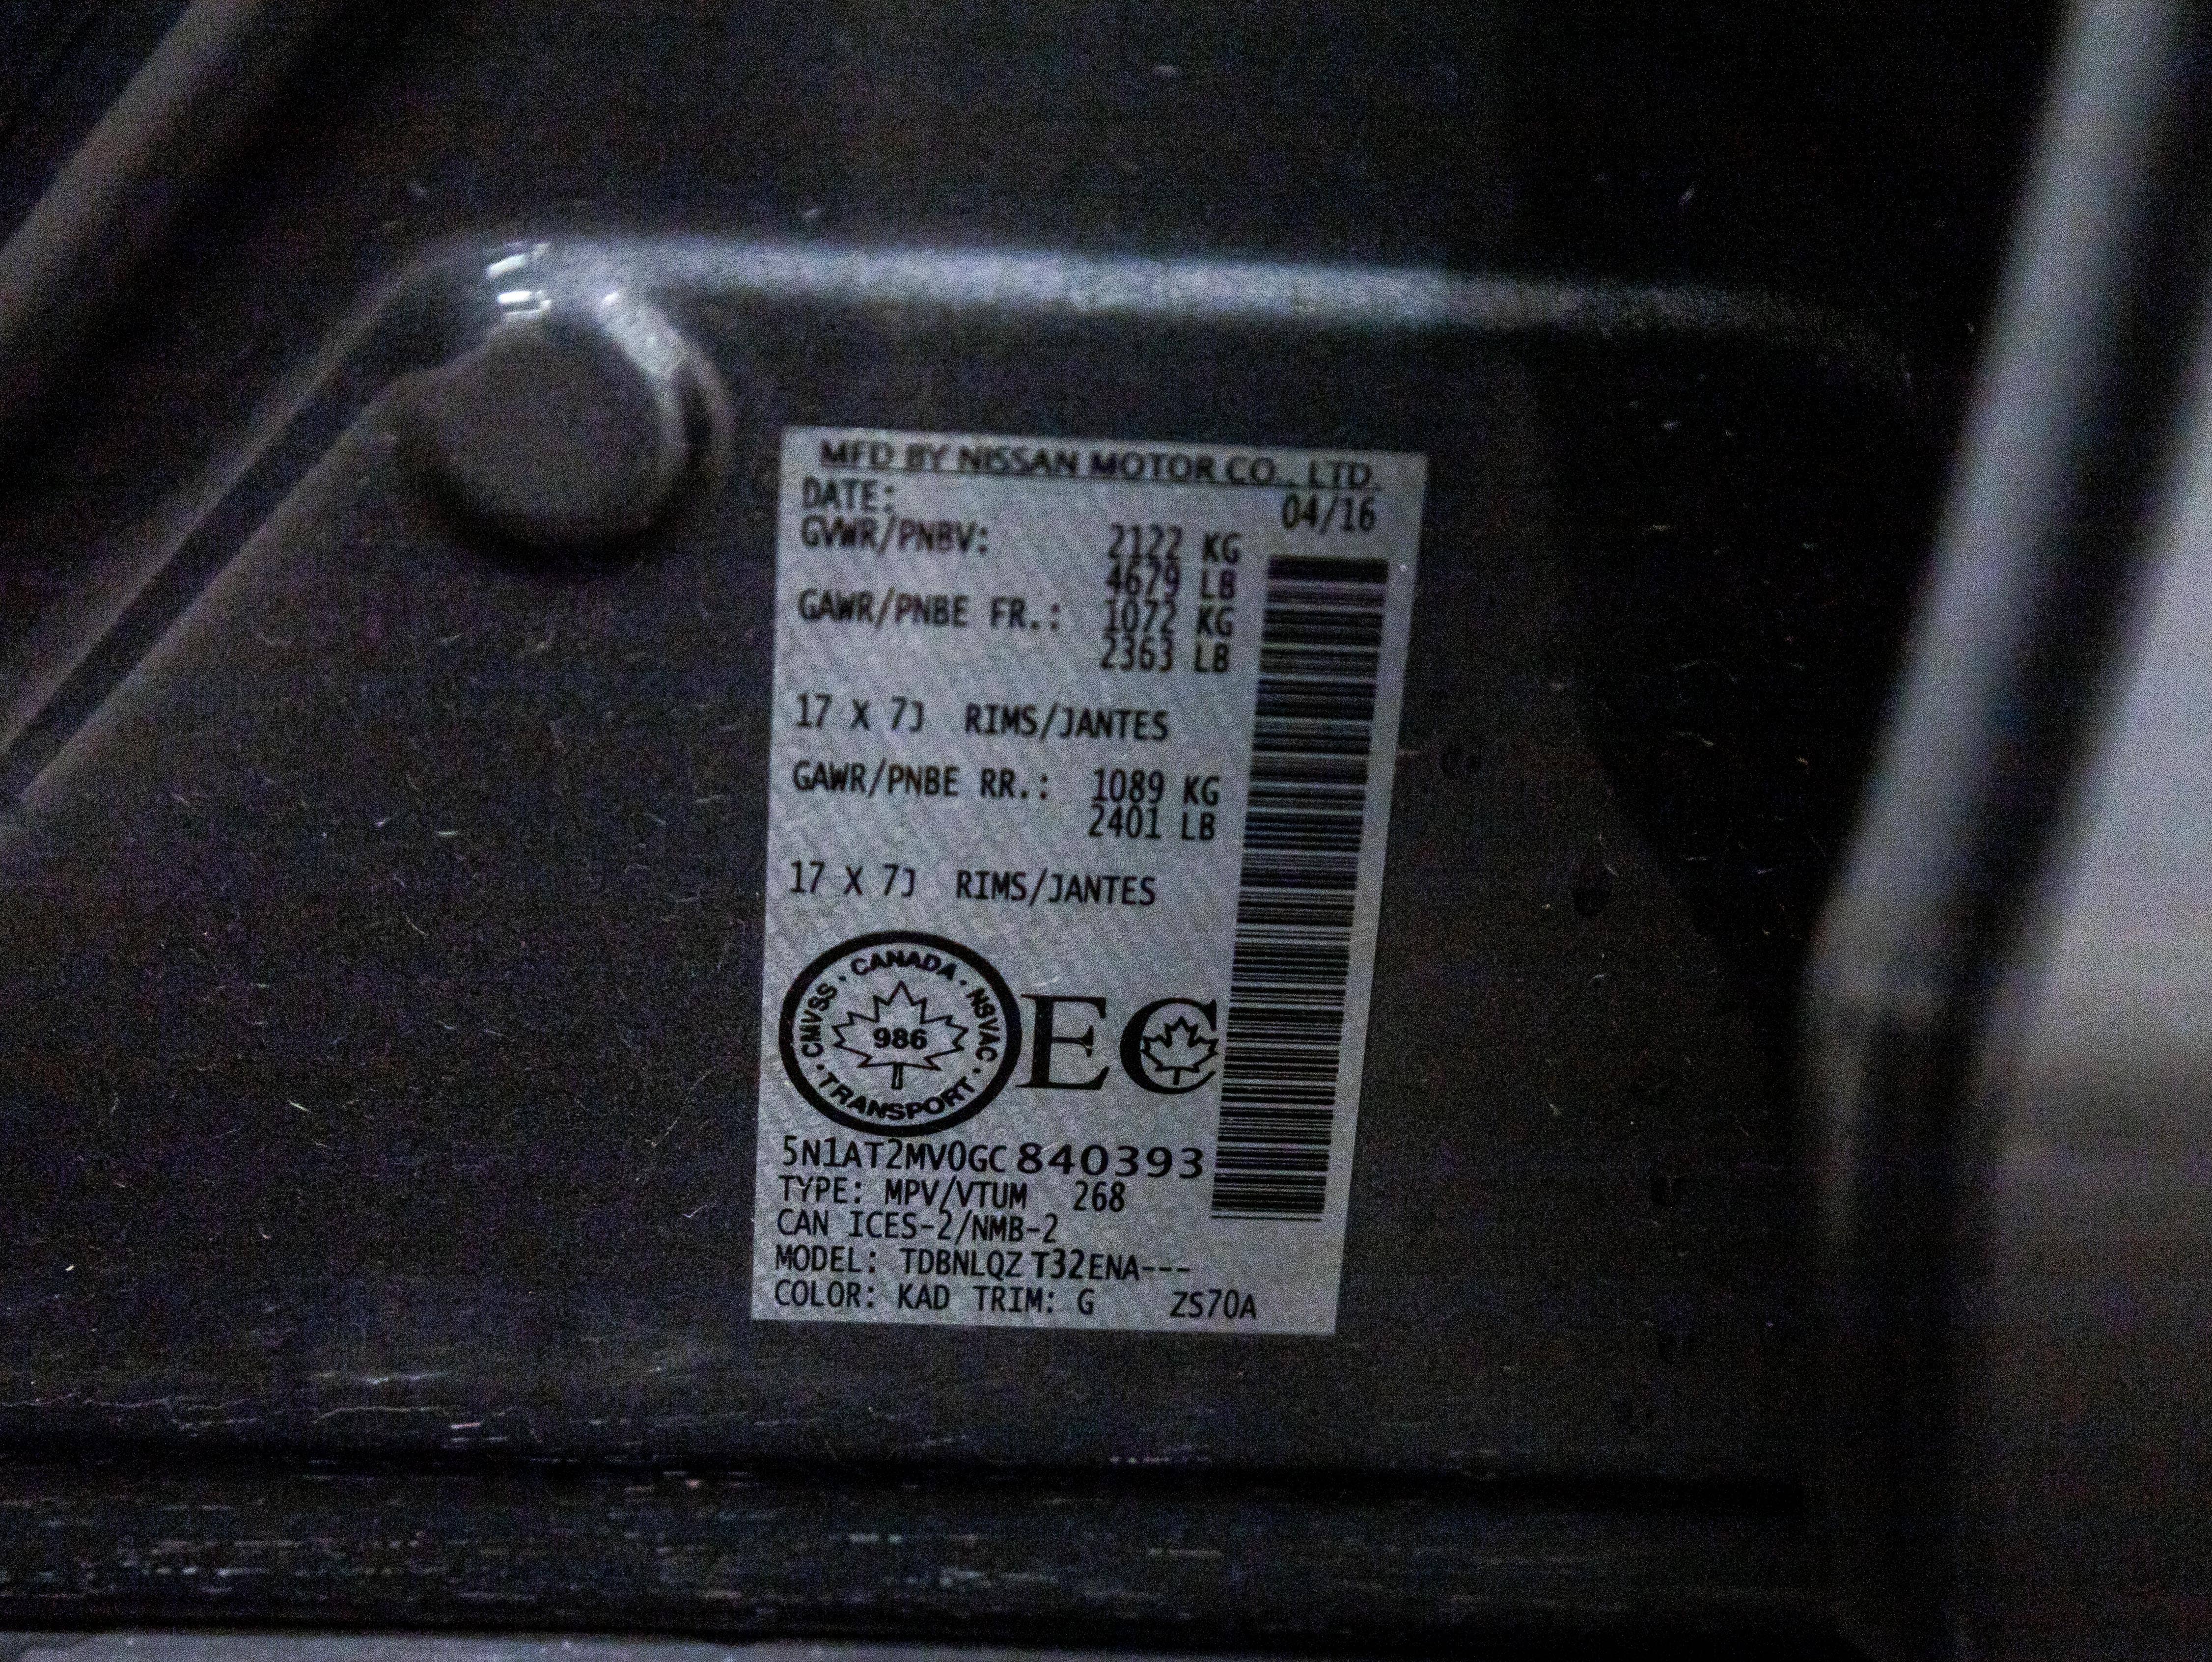 MFD BY NISSAN MOTOR CO., LTD.
DATE: 04/16
GVWR/PNBV: 2122 KG
4679 LB
GAWR/PNBE FR.: 1072 KG
2363 LB
17 X 7J RIMS/JANTES
GAWR/PNBE RR.: 1089 KG
2401 LB
17 X 7J RIMS/JANTES
CANADA · NSVAC · TRANSPORT · CMVSS ·
986
EC
5N1AT2MV0GC840393
TYPE: MPV/VTUM 268
CAN ICES-2/NMB-2
MODEL: TDBNLQZ T32ENA---
COLOR: KAD TRIM: G ZS70A